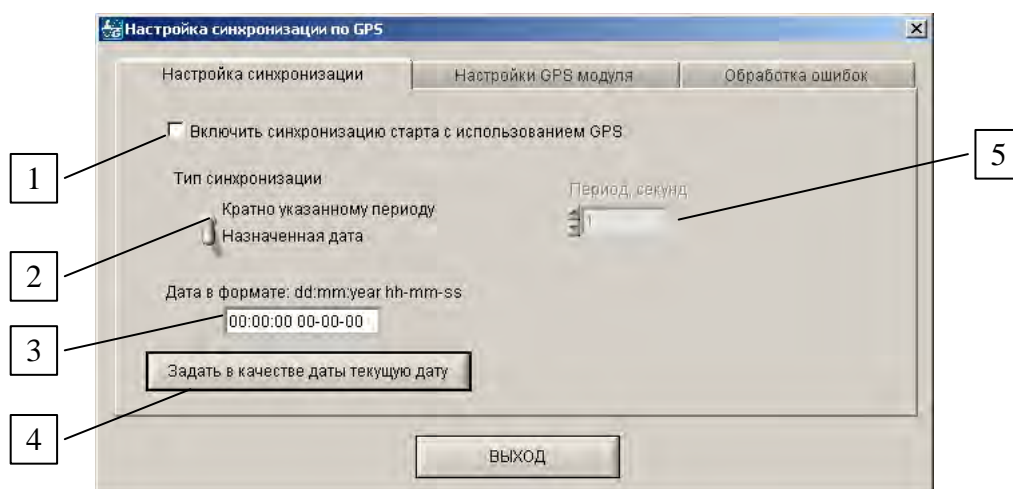 Настройка синхронизации по GPS
Настройка синхронизации
Настройки GPS модуля
Обработка ошибок
1
Включить синхронизацию старта с использованием GPS
5
Тип синхронизации
Период, секунд
Кратно указанному периоду
1
Назначенная дата
2
Дата в формате: dd:mm:year hh-mm-ss
00:00:00 00-00-00
3
Задать в качестве даты текущую дату
4
ВЫХОД